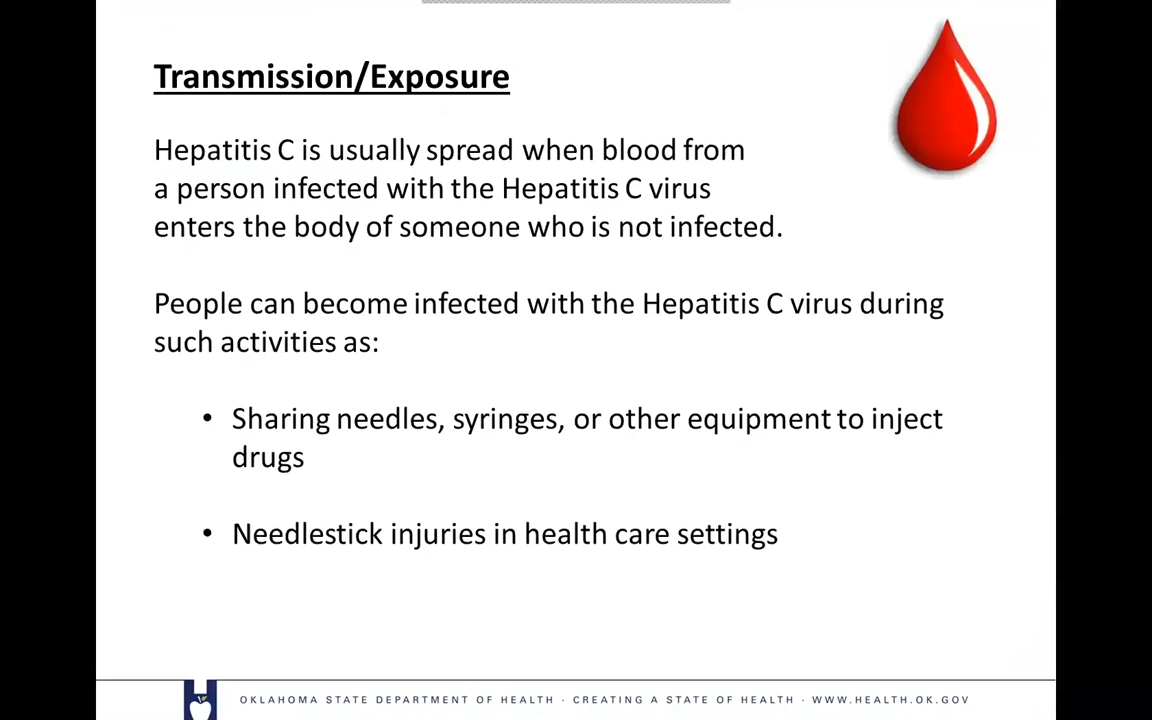 Transmission/Exposure
Hepatitis C is usually spread when blood from
a person infected with the Hepatitis C virus
enters the body of someone who is not infected.
People can become infected with the Hepatitis C virus during
such activities as:
• Sharing needles, syringes, or other equipment to inject
drugs
• Needlestick injuries in health care settings
OKLAHOMA STATE DEPARTMENT OF HEALTH · CREATING A STATE OF HEALTH · WWW.HEALTH.OK.GOV